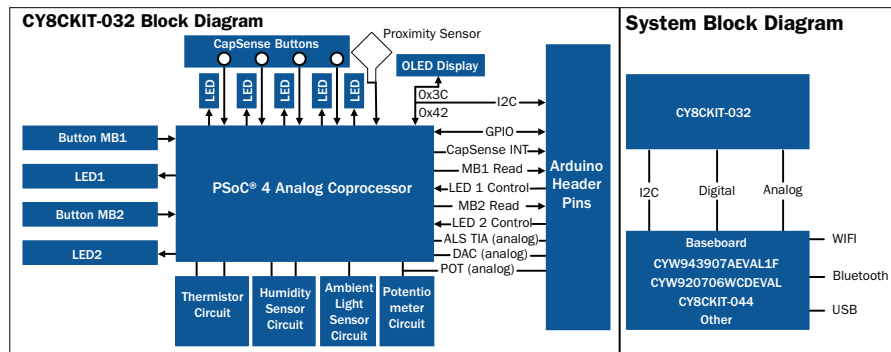 CY8CKIT-032 Block Diagram
CapSense Buttons
Proximity Sensor
LED
LED
LED
LED
LED
OLED Display
0x3C
0x42
I2C
Button MB1
LED1
Button MB2
LED2
PSoC® 4 Analog Coprocessor
GPIO
CapSense INT
MB1 Read
LED 1 Control
MB2 Read
LED 2 Control
ALS TIA (analog)
DAC (analog)
POT (analog)
Arduino
Header
Pins
Thermistor
Circuit
Humidity
Sensor
Circuit
Ambient
Light
Sensor
Circuit
Potentio
meter
Circuit
System Block Diagram
CY8CKIT-032
I2C
Digital
Analog
Baseboard
CYW943907AEVAL1F
CYW920706WCDEVAL
CY8CKIT-044
Other
WIFI
Bluetooth
USB